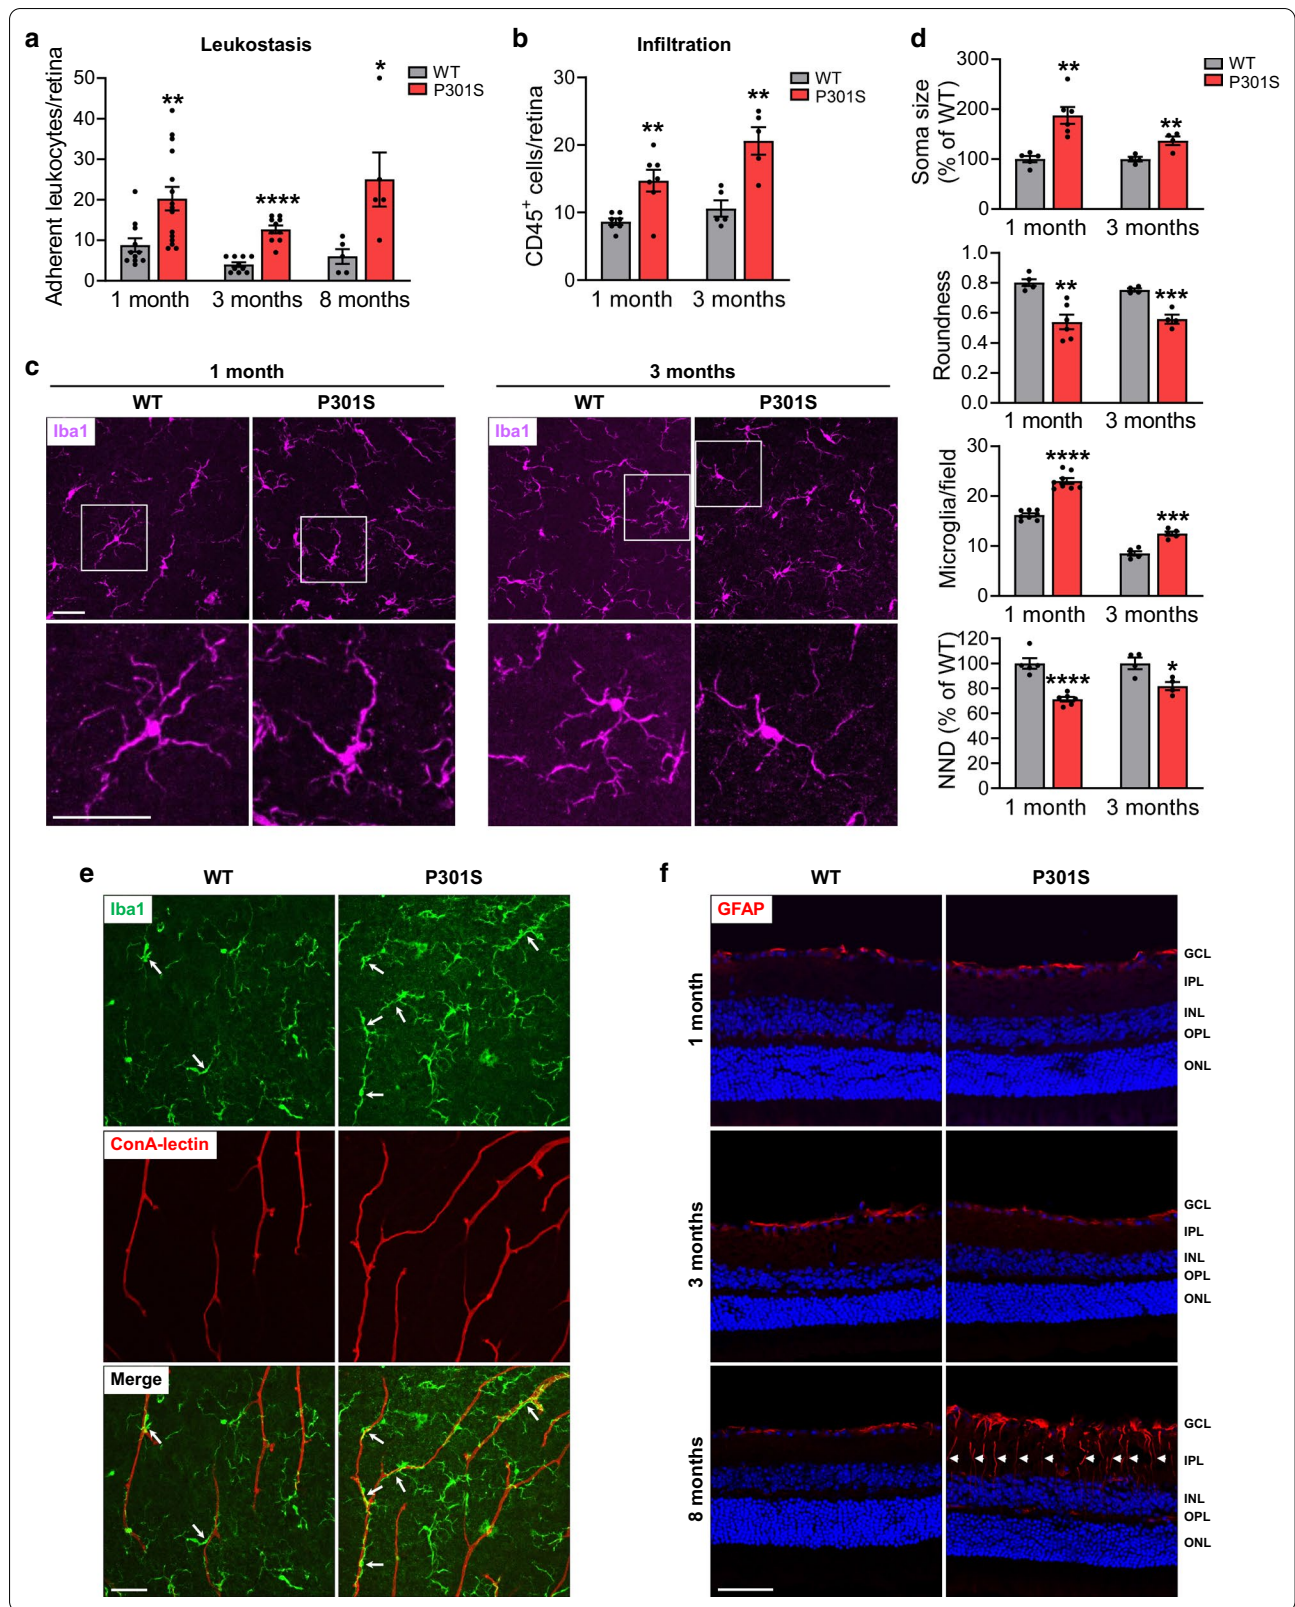 a
Leukostasis
Adherent leukocytes/retina
50
40
30
20
10
0
**
****
*
WT
P301S
1 month
3 months
8 months
b
Infiltration
CD45+ cells/retina
30
20
10
0
**
**
WT
P301S
1 month
3 months
c
1 month
3 months
WT
P301S
WT
P301S
Iba1
Iba1
d
WT
P301S
Soma size
(% of WT)
300
200
100
0
**
**
1 month
3 months
Roundness
1.0
0.8
0.6
0.4
0.2
0.0
**
***
1 month
3 months
Microglia/field
30
20
10
0
****
***
1 month
3 months
NND (% of WT)
120
100
80
60
40
20
0
****
*
1 month
3 months
e
WT
P301S
Iba1
ConA-lectin
Merge
f
WT
P301S
GFAP
1 month
GCL
IPL
INL
OPL
ONL
3 months
GCL
IPL
INL
OPL
ONL
8 months
GCL
IPL
INL
OPL
ONL